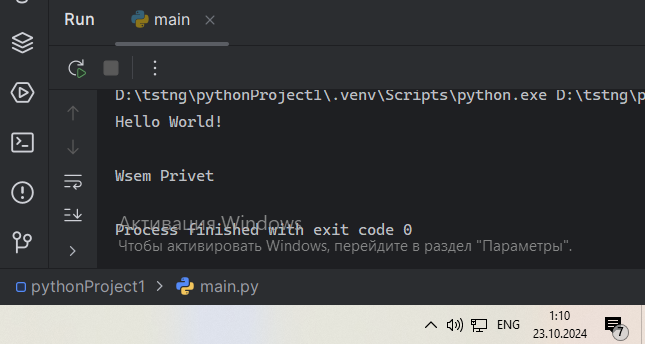 Run main
D:\tstng\pythonProject1\.venv\Scripts\python.exe D:\tstng\p
Hello World!
Wsem Privet
Активация Windows
Process finished with exit code 0
Чтобы активировать Windows, перейдите в раздел "Параметры".
pythonProject1 > main.py
ENG
1:10
23.10.2024
7